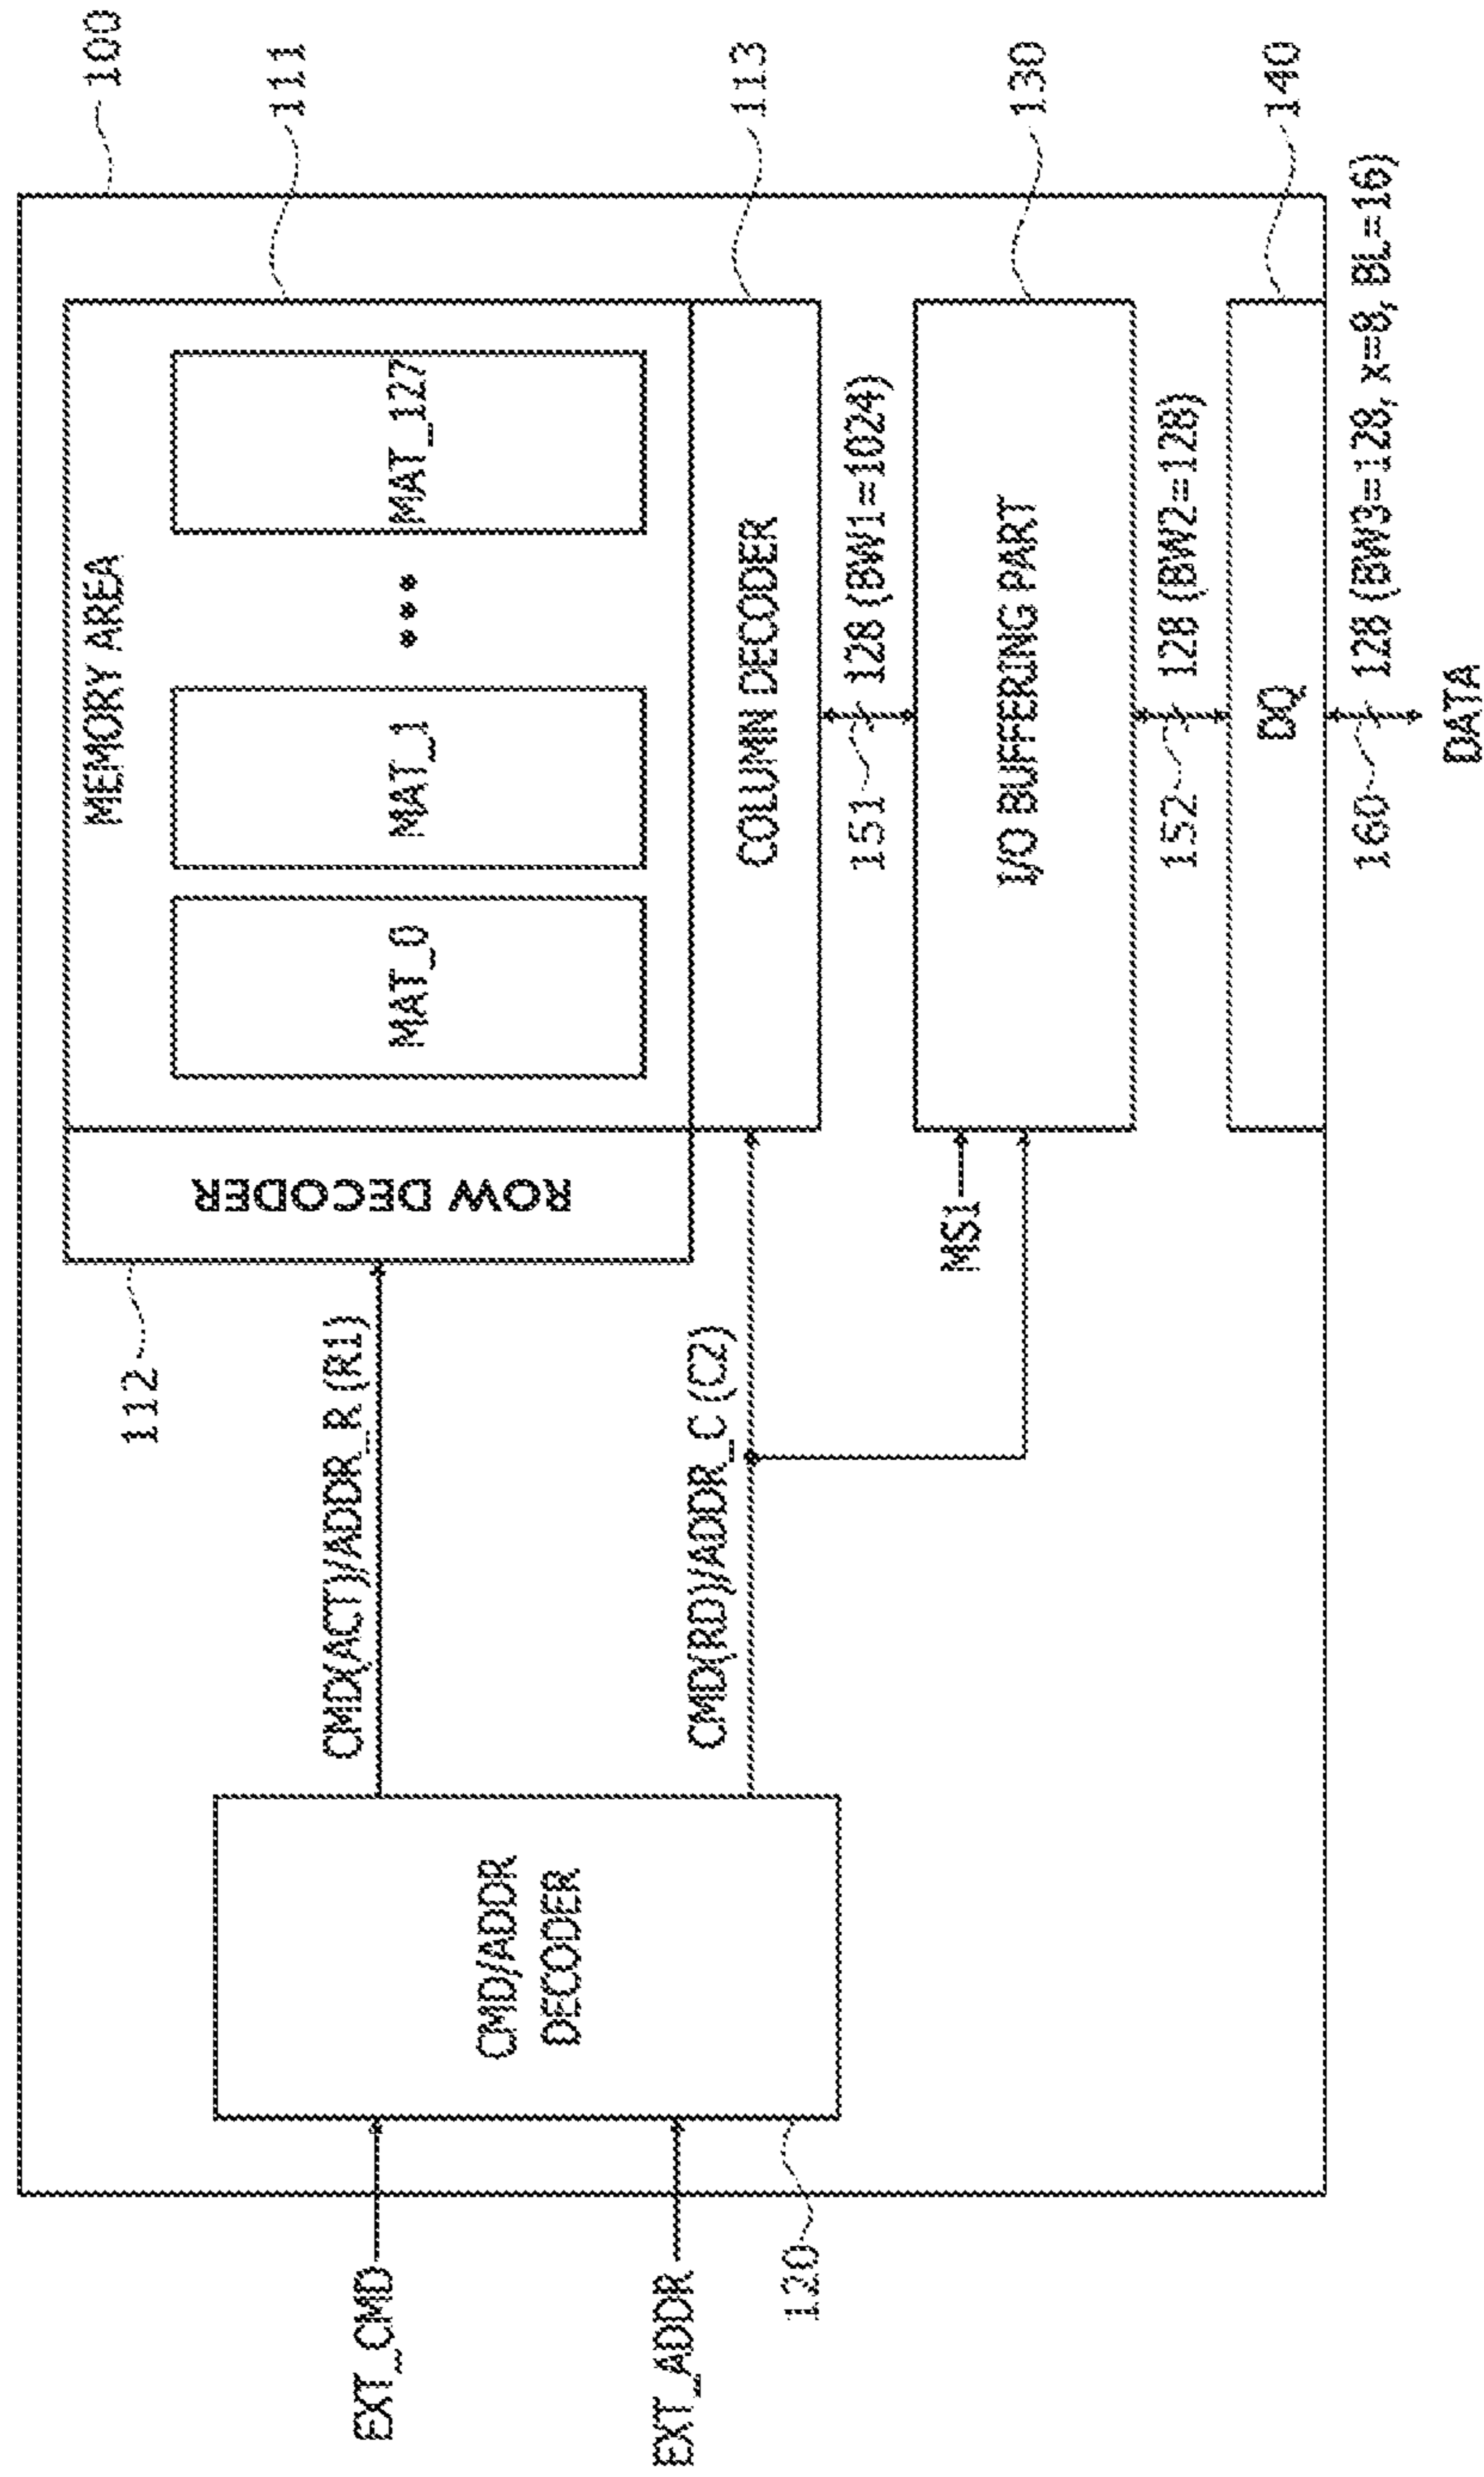 100
MEMORY AREA
111
MAT_0
MAT_1
MAT_127
ROW DECODER
112
CMD(ACT)/ADDR_R (R1)
EXT_CMD
CMD/ADDR
DECODER
EXT_ADDR
120
CMD(RD)/ADDR_C (C2)
COLUMN DECODER
113
151
128 (BW1=1024)
MS1
I/O BUFFERING PART
130
152
128 (BW2=128)
DQ
140
160
128 (BW3=128, x=8, BL=16)
DATA